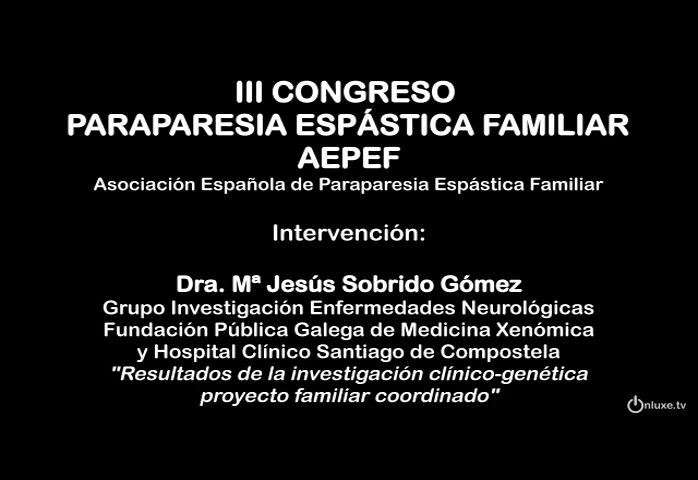 III CONGRESO
PARAPARESIA ESPÁSTICA FAMILIAR
AEPEF
Asociación Española de Paraparesia Espástica Familiar
Intervención:
Dra. Mª Jesús Sobrido Gómez
Grupo Investigación Enfermedades Neurológicas
Fundación Pública Galega de Medicina Xenómica
y Hospital Clínico Santiago de Compostela
"Resultados de la investigación clínico-genética
proyecto familiar coordinado"
Onluxe.tv